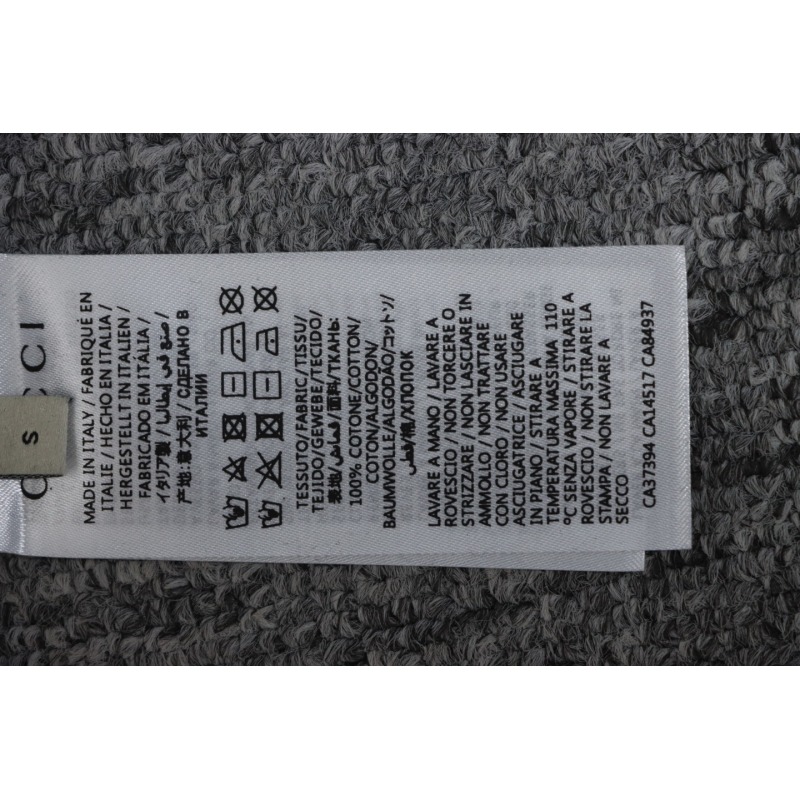 CCI
S
MADE IN ITALY / FABRIQUÉ EN
ITALIE / HECHO EN ITALIA /
HERGESTELLT IN ITALIEN /
FABRICADO EM ITÁLIA /
イタリア製 / صنع في إيطاليا /
产地:意大利 / СДЕЛАНО В
ИТАЛИИ
TESSUTO/FABRIC/TISSU/
TEJIDO/GEWEBE/TECIDO/
表地/قماش/面料/ТКАНЬ:
100% COTONE/COTTON/
COTON/ALGODON/
BAUMWOLLE/ALGODÃO/コットン/
قطن/棉/ХЛОПОК
LAVARE A MANO / LAVARE A
ROVESCIO / NON TORCERE O
STRIZZARE / NON LASCIARE IN
AMMOLLO / NON TRATTARE
CON CLORO / NON USARE
ASCIUGATRICE / ASCIUGARE
IN PIANO / STIRARE A
TEMPERATURA MASSIMA 110
°C SENZA VAPORE / STIRARE A
ROVESCIO / NON STIRARE LA
STAMPA / NON LAVARE A
SECCO
CA37394 CA14517 CA84937